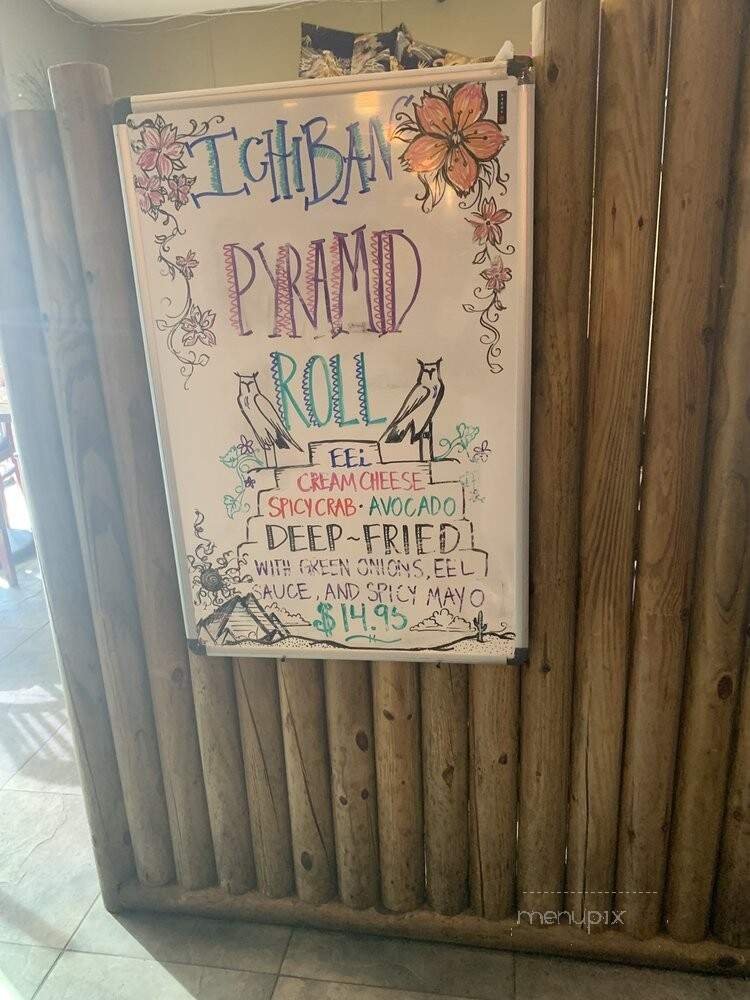 ICHIBAN
PYRAMID
ROLL
EEL
CREAM CHEESE
SPICY CRAB · AVOCADO
DEEP~FRIED
WITH GREEN ONIONS, EEL
SAUCE, AND SPICY MAYO
$14.95
menupix